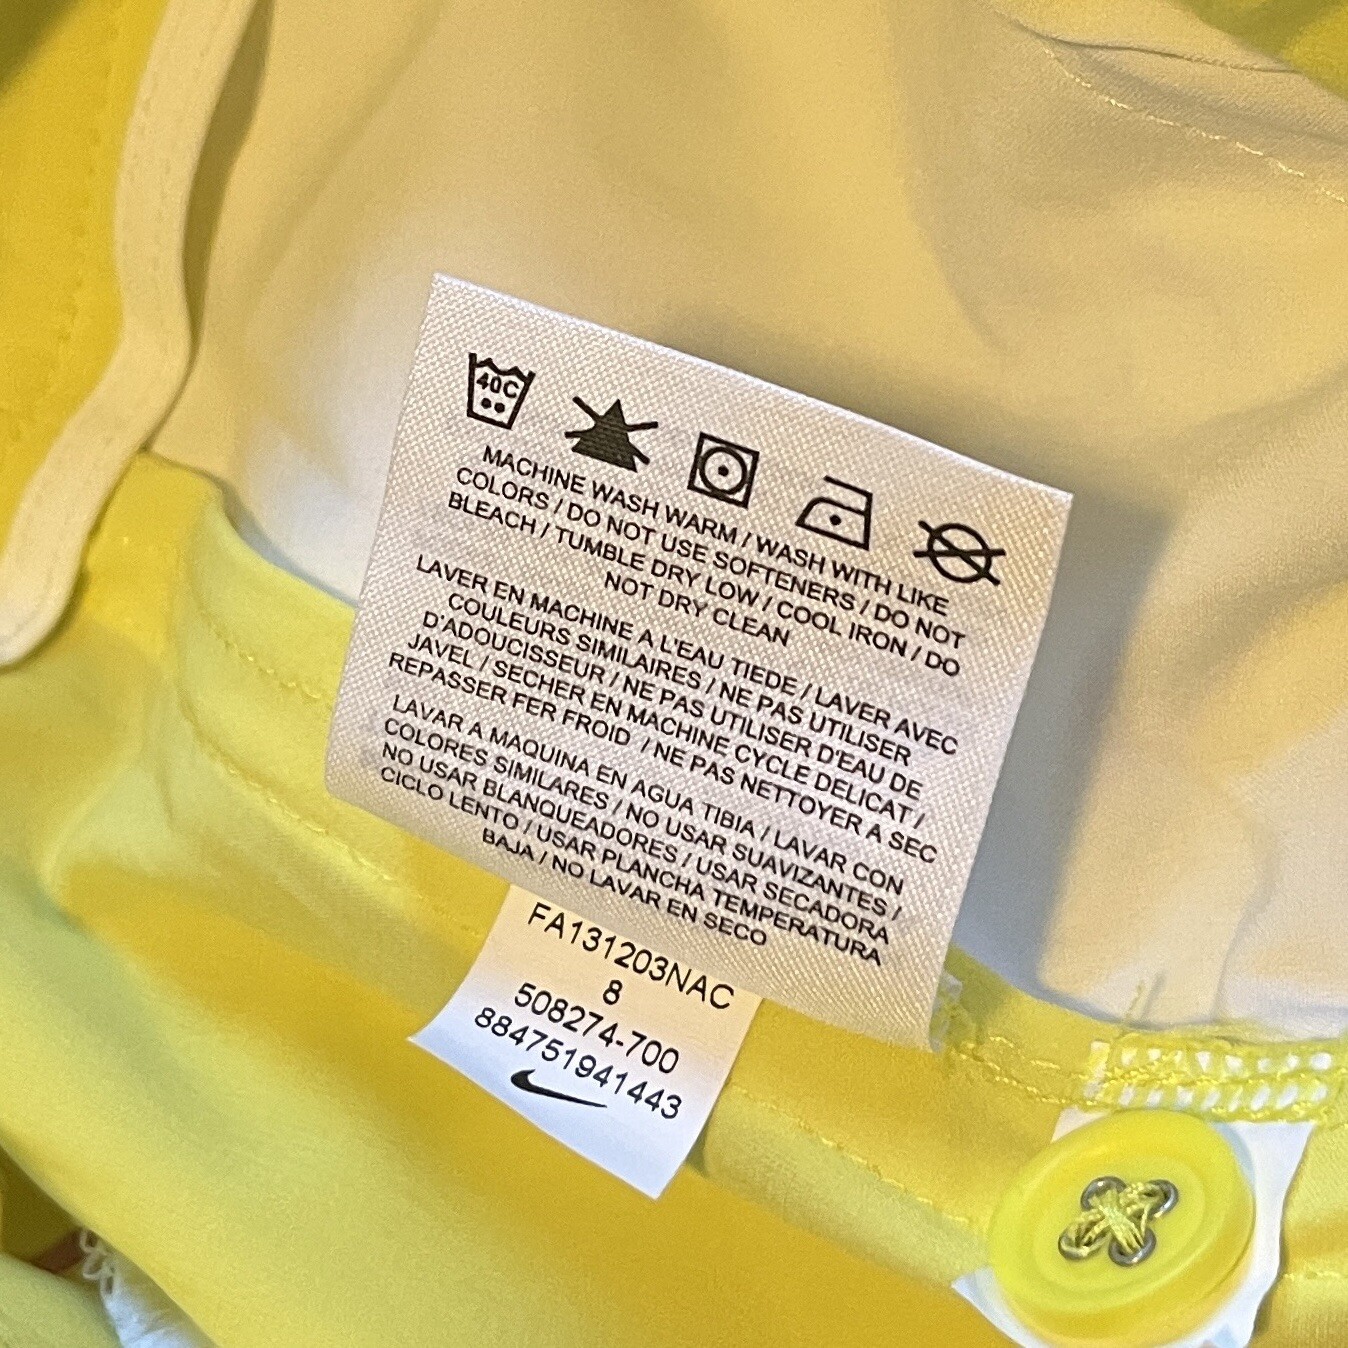 40C
MACHINE WASH WARM / WASH WITH LIKE
COLORS / DO NOT USE SOFTENERS / DO NOT
BLEACH / TUMBLE DRY LOW / COOL IRON / DO
NOT DRY CLEAN
LAVER EN MACHINE A L'EAU TIEDE / LAVER AVEC
COULEURS SIMILAIRES / NE PAS UTILISER
D'ADOUCISSEUR / NE PAS UTILISER D'EAU DE
JAVEL / SECHER EN MACHINE CYCLE DELICAT /
REPASSER FER FROID / NE PAS NETTOYER A SEC
LAVAR A MAQUINA EN AGUA TIBIA / LAVAR CON
COLORES SIMILARES / NO USAR SUAVIZANTES /
NO USAR BLANQUEADORES / USAR SECADORA
CICLO LENTO / USAR PLANCHA TEMPERATURA
BAJA / NO LAVAR EN SECO
FA131203NAC
8
508274-700
884751941443